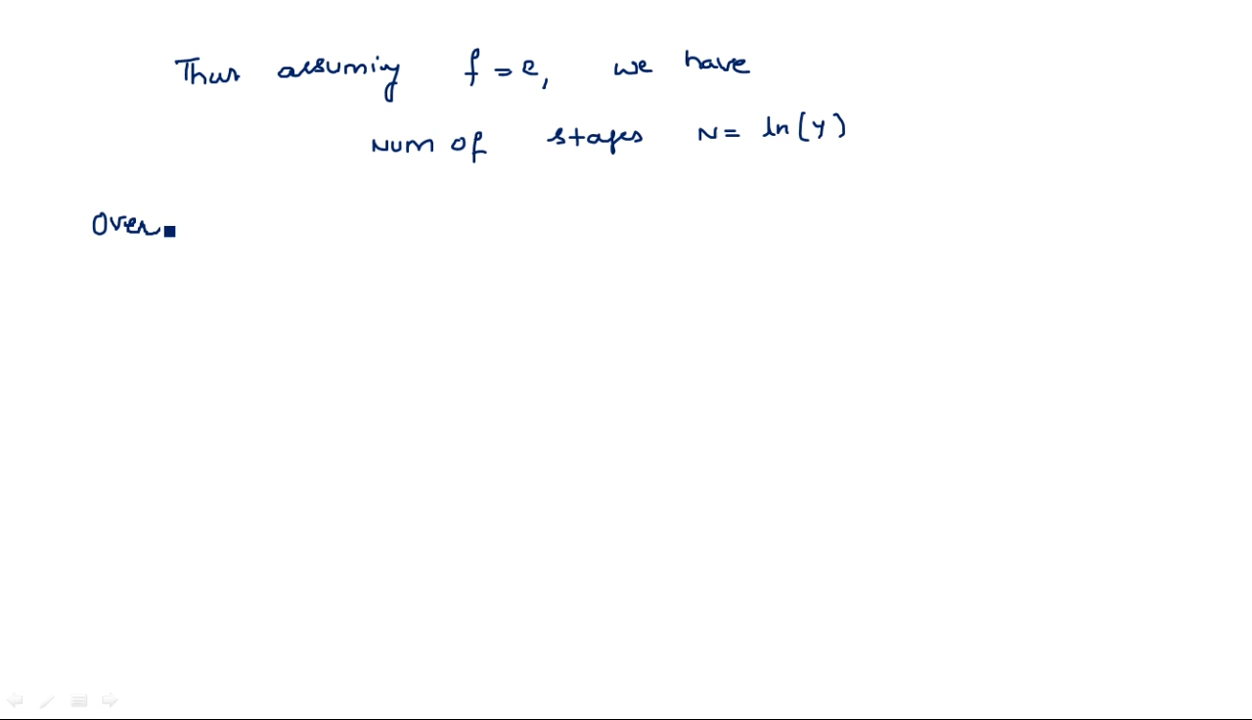 Thus assuming f = e, we have
Num of stages N = ln(Y)
Over